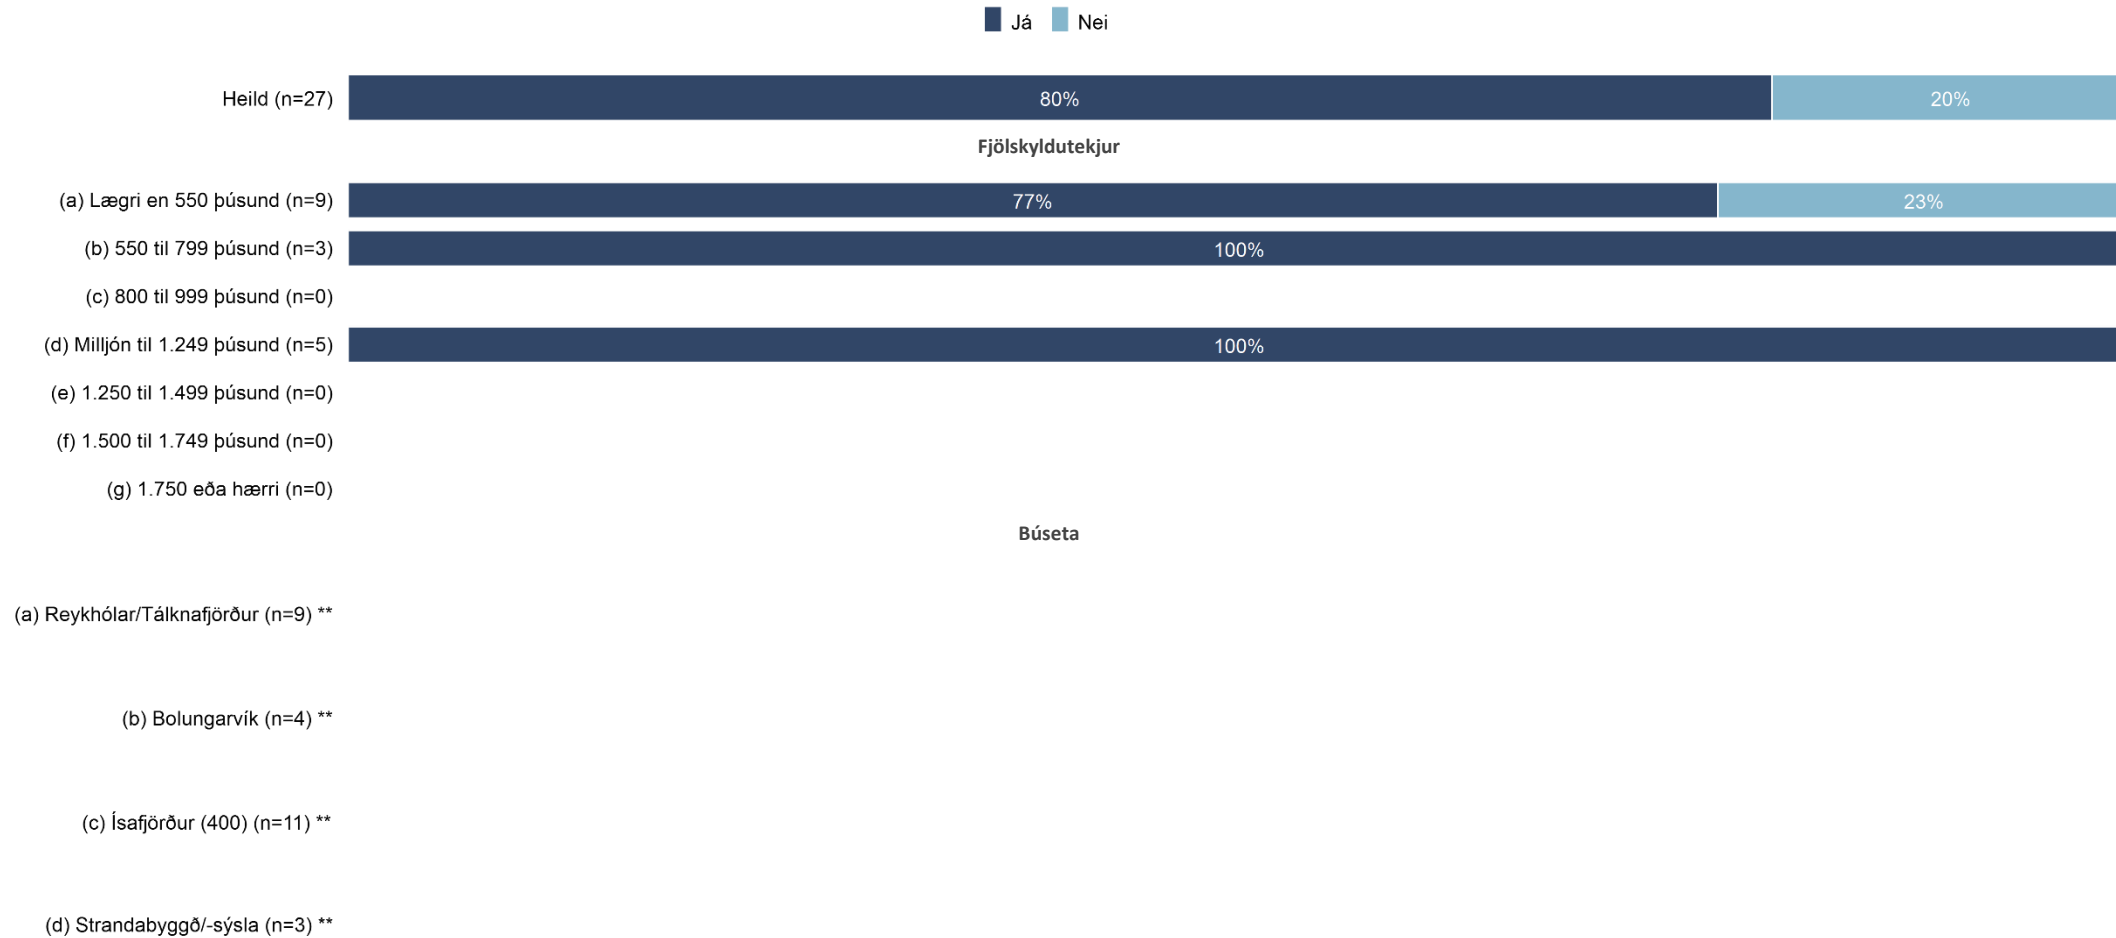 Já Nei
Heild (n=27) 80% 20%
Fjölskyldutekjur
(a) Lægri en 550 þúsund (n=9) 77% 23%
(b) 550 til 799 þúsund (n=3) 100%
(c) 800 til 999 þúsund (n=0)
(d) Milljón til 1.249 þúsund (n=5) 100%
(e) 1.250 til 1.499 þúsund (n=0)
(f) 1.500 til 1.749 þúsund (n=0)
(g) 1.750 eða hærri (n=0)
Búseta
(a) Reykhólar/Tálknafjörður (n=9) **
(b) Bolungarvík (n=4) **
(c) Ísafjörður (400) (n=11) **
(d) Strandabyggð/-sýsla (n=3) **